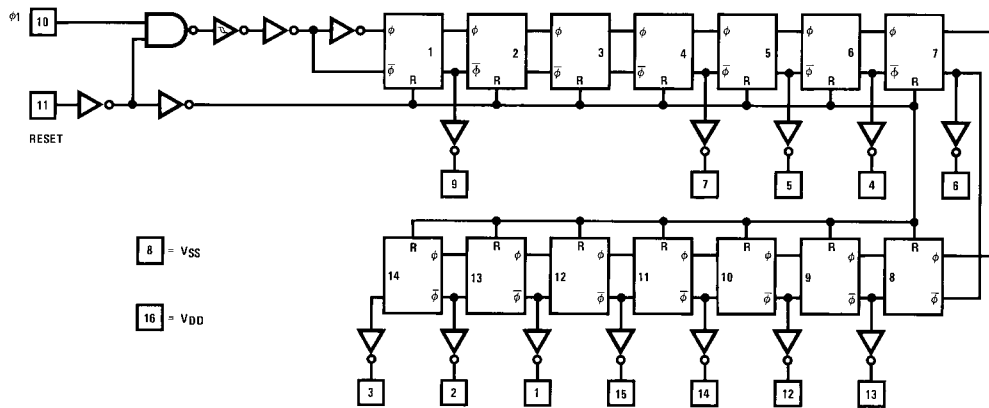 φ1 10
φ φ φ φ φ φ φ
1 2 3 4 5 6 7
φ̅ φ̅ φ̅ φ̅ φ̅ φ̅ φ̅
R R R R R R R
11
RESET
9 7 5 4 6
R R R R R R R
8 = VSS
φ φ φ φ φ φ
14 13 12 11 10 9 8
φ̅ φ̅ φ̅ φ̅ φ̅ φ̅
16 = VDD
3 2 1 15 14 12 13